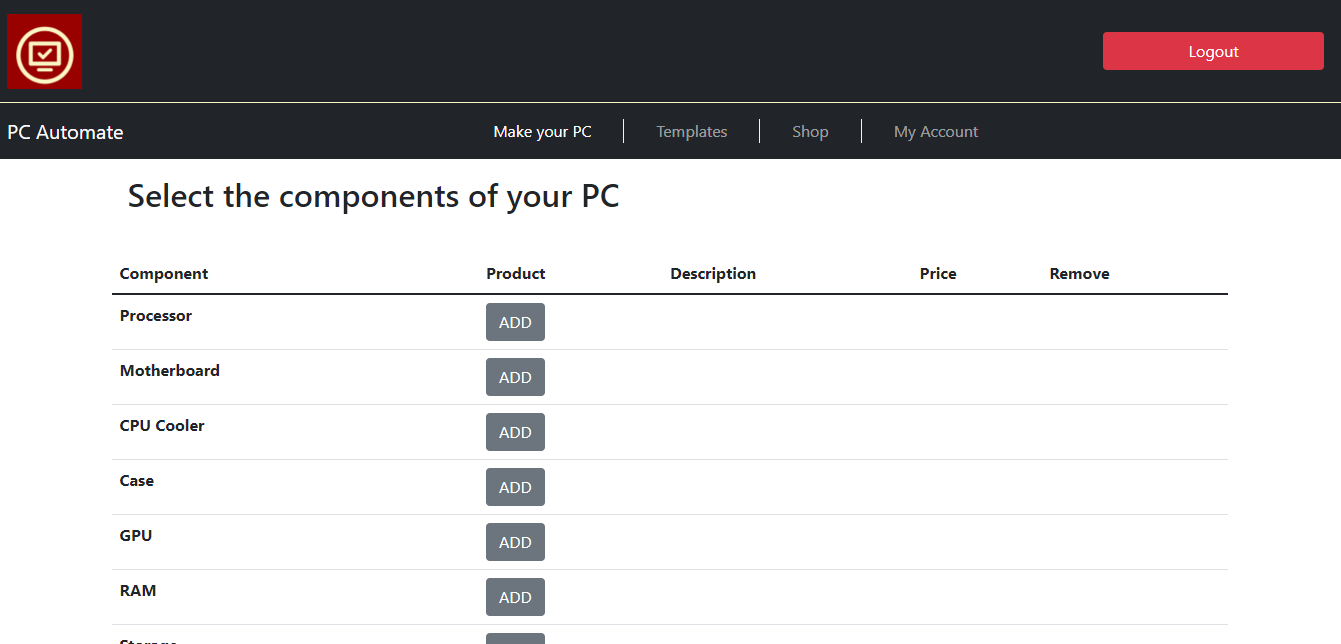 Logout
PC Automate
Make your PC
Templates
Shop
My Account
Select the components of your PC
Component Product Description Price Remove
Processor ADD
Motherboard ADD
CPU Cooler ADD
Case ADD
GPU ADD
RAM ADD